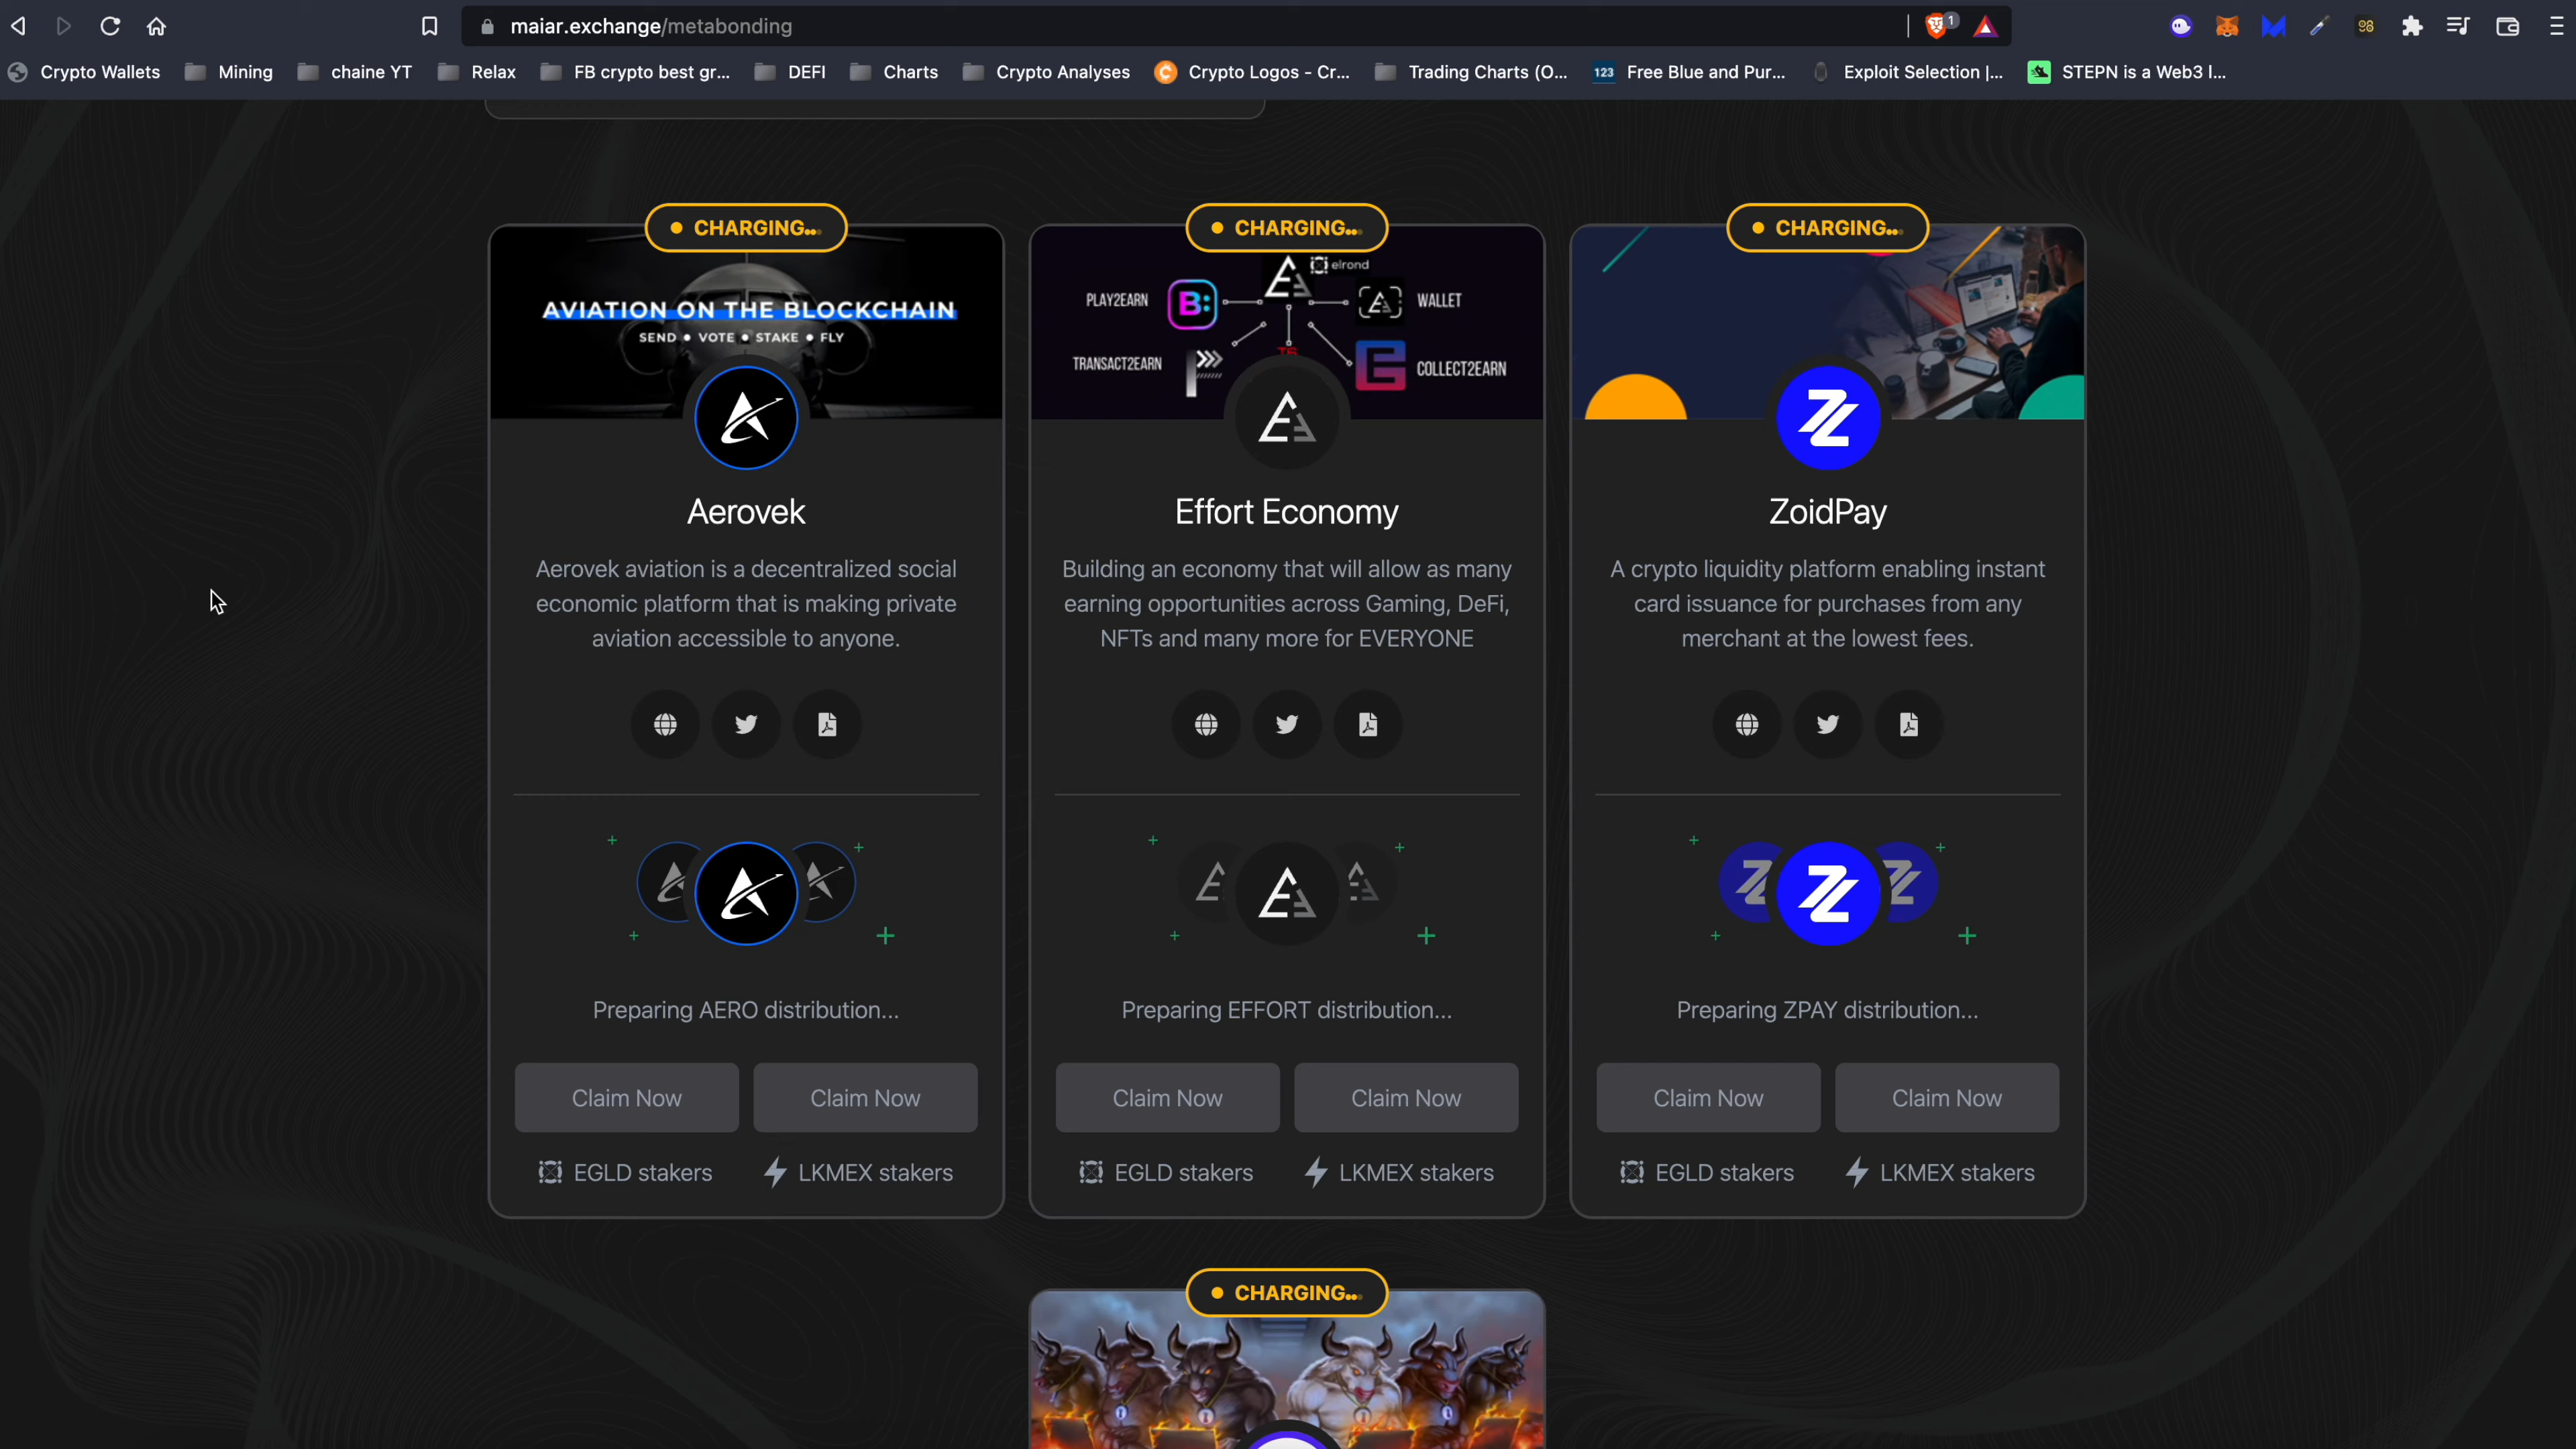 maiar.exchange/metabonding
1
98
Crypto Wallets
Mining
chaine YT
Relax
FB crypto best gr...
DEFI
Charts
Crypto Analyses
Crypto Logos - Cr...
Trading Charts (O...
123
Free Blue and Pur...
Exploit Selection |...
STEPN is a Web3 l...
CHARGING...
CHARGING...
CHARGING...
AVIATION ON THE BLOCKCHAIN
SEND • VOTE • STAKE • FLY
elrond
PLAY2EARN
B:
WALLET
TRANSACT2EARN
COLLECT2EARN
Aerovek
Aerovek aviation is a decentralized social
economic platform that is making private
aviation accessible to anyone.
Effort Economy
Building an economy that will allow as many
earning opportunities across Gaming, DeFi,
NFTs and many more for EVERYONE
ZoidPay
A crypto liquidity platform enabling instant
card issuance for purchases from any
merchant at the lowest fees.
Preparing AERO distribution...
Preparing EFFORT distribution...
Preparing ZPAY distribution...
Claim Now
Claim Now
Claim Now
Claim Now
Claim Now
Claim Now
EGLD stakers
LKMEX stakers
EGLD stakers
LKMEX stakers
EGLD stakers
LKMEX stakers
CHARGING...